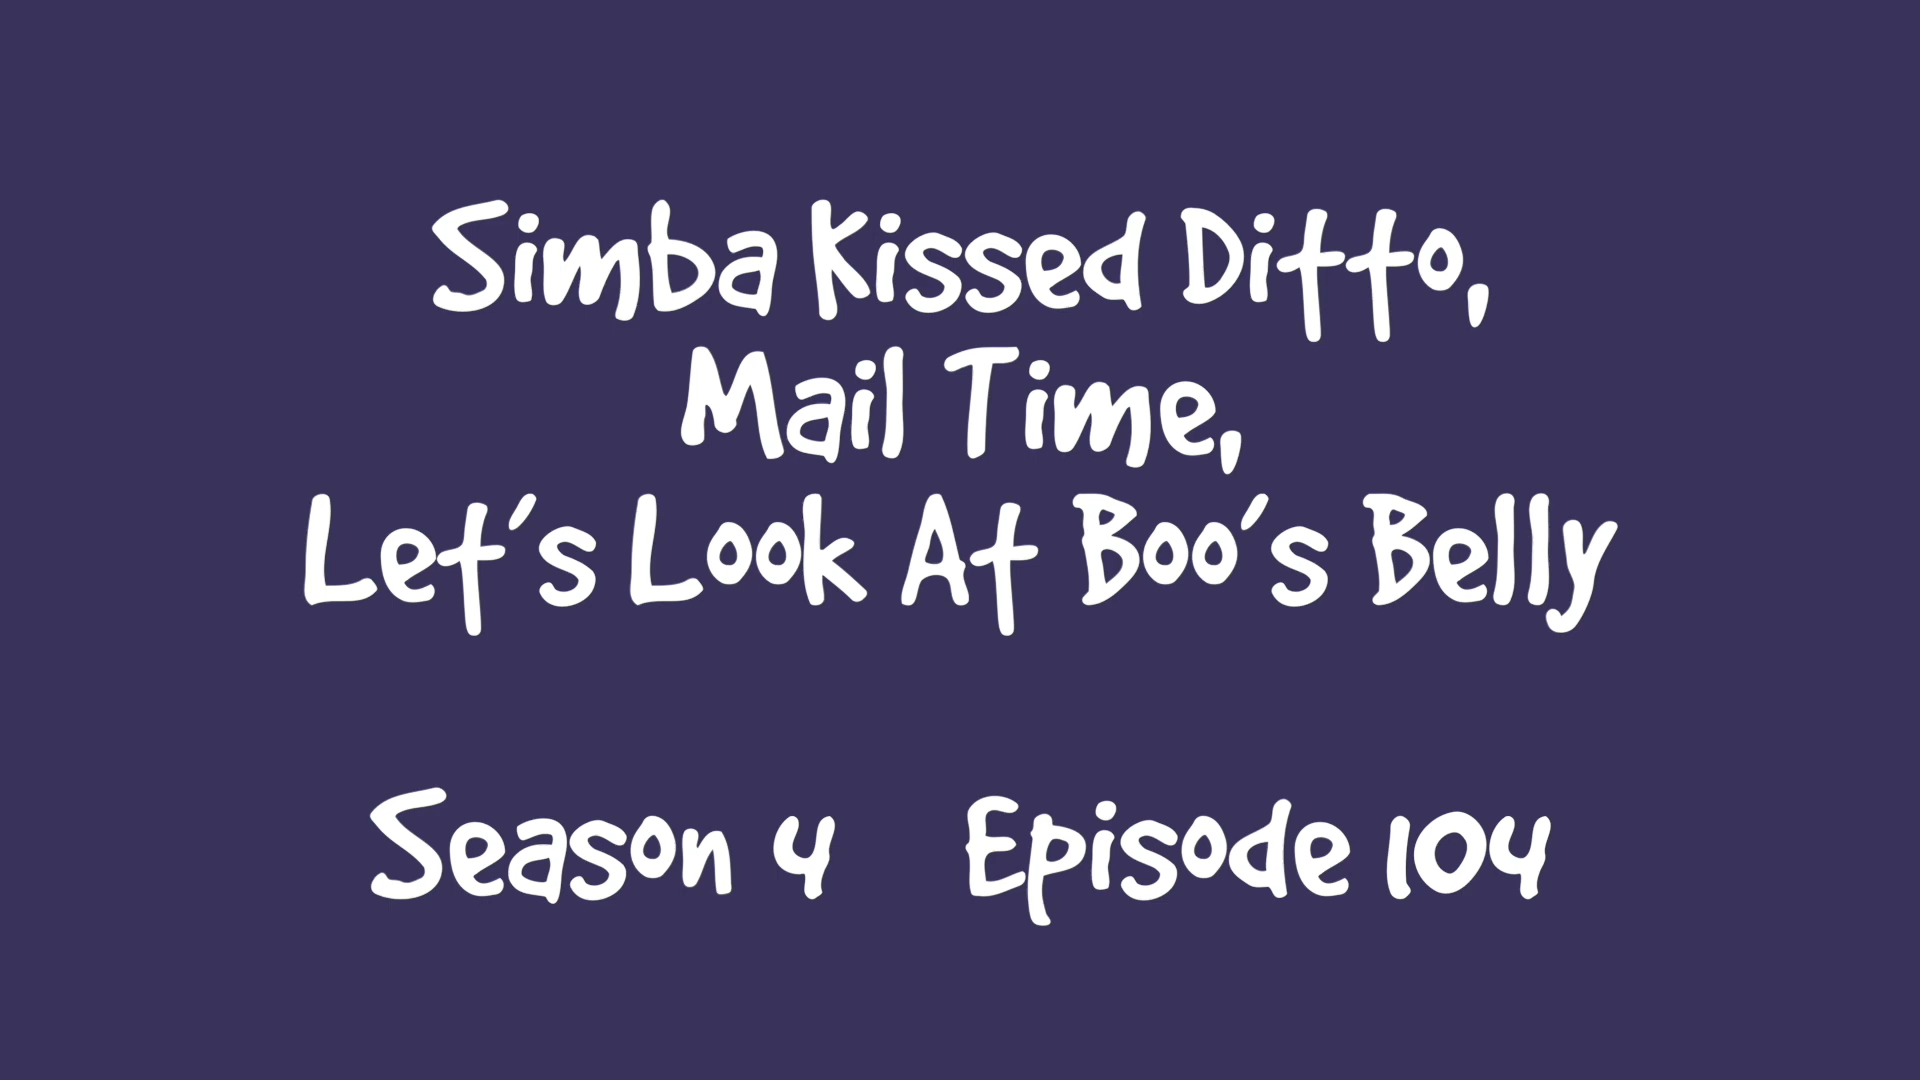 Simba Kissed Ditto,
Mail Time,
Let's Look At Boo's Belly
Season 4 Episode 104